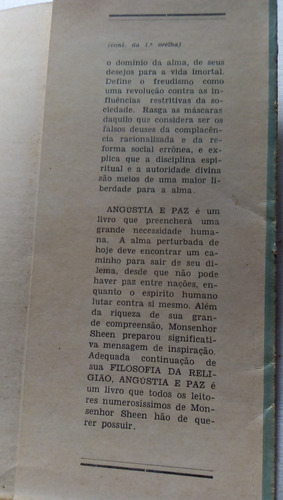 (cont. da 1.ª orelha)
o domínio da alma, de seus
desejos para a vida imortal.
Define o freudismo como
uma revolução contra as in-
fluências restritivas da so-
ciedade. Rasga as máscaras
daquilo que considera ser os
falsos deuses da complacên-
cia racionalizada e da re-
forma social errônea, e ex-
plica que a disciplina espi-
ritual e a autoridade divina
são meios de uma maior li-
berdade para a alma.
ANGÚSTIA E PAZ é um
livro que preencherá uma
grande necessidade huma-
na. A alma perturbada de
hoje deve encontrar um ca-
minho para sair de seu di-
lema, desde que não pode
haver paz entre nações, en-
quanto o espírito humano
lutar contra si mesmo. Além
da riqueza de sua gran-
de compreensão, Monsenhor
Sheen preparou significati-
va mensagem de inspiração.
Adequada continuação de
sua FILOSOFIA DA RELI-
GIÃO, ANGÚSTIA E PAZ é
um livro que todos os leito-
res numerosíssimos de Mon-
senhor Sheen hão de que-
rer possuir.